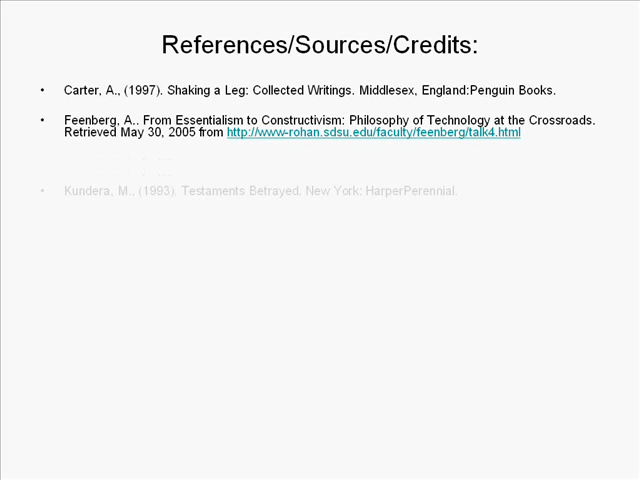 References/Sources/Credits:
• Carter, A., (1997). Shaking a Leg: Collected Writings. Middlesex, England:Penguin Books.
• Feenberg, A.. From Essentialism to Constructivism: Philosophy of Technology at the Crossroads.
Retrieved May 30, 2005 from http://www-rohan.sdsu.edu/faculty/feenberg/talk4.html
• Kundera, M., (1993). Testaments Betrayed. New York: HarperPerennial.